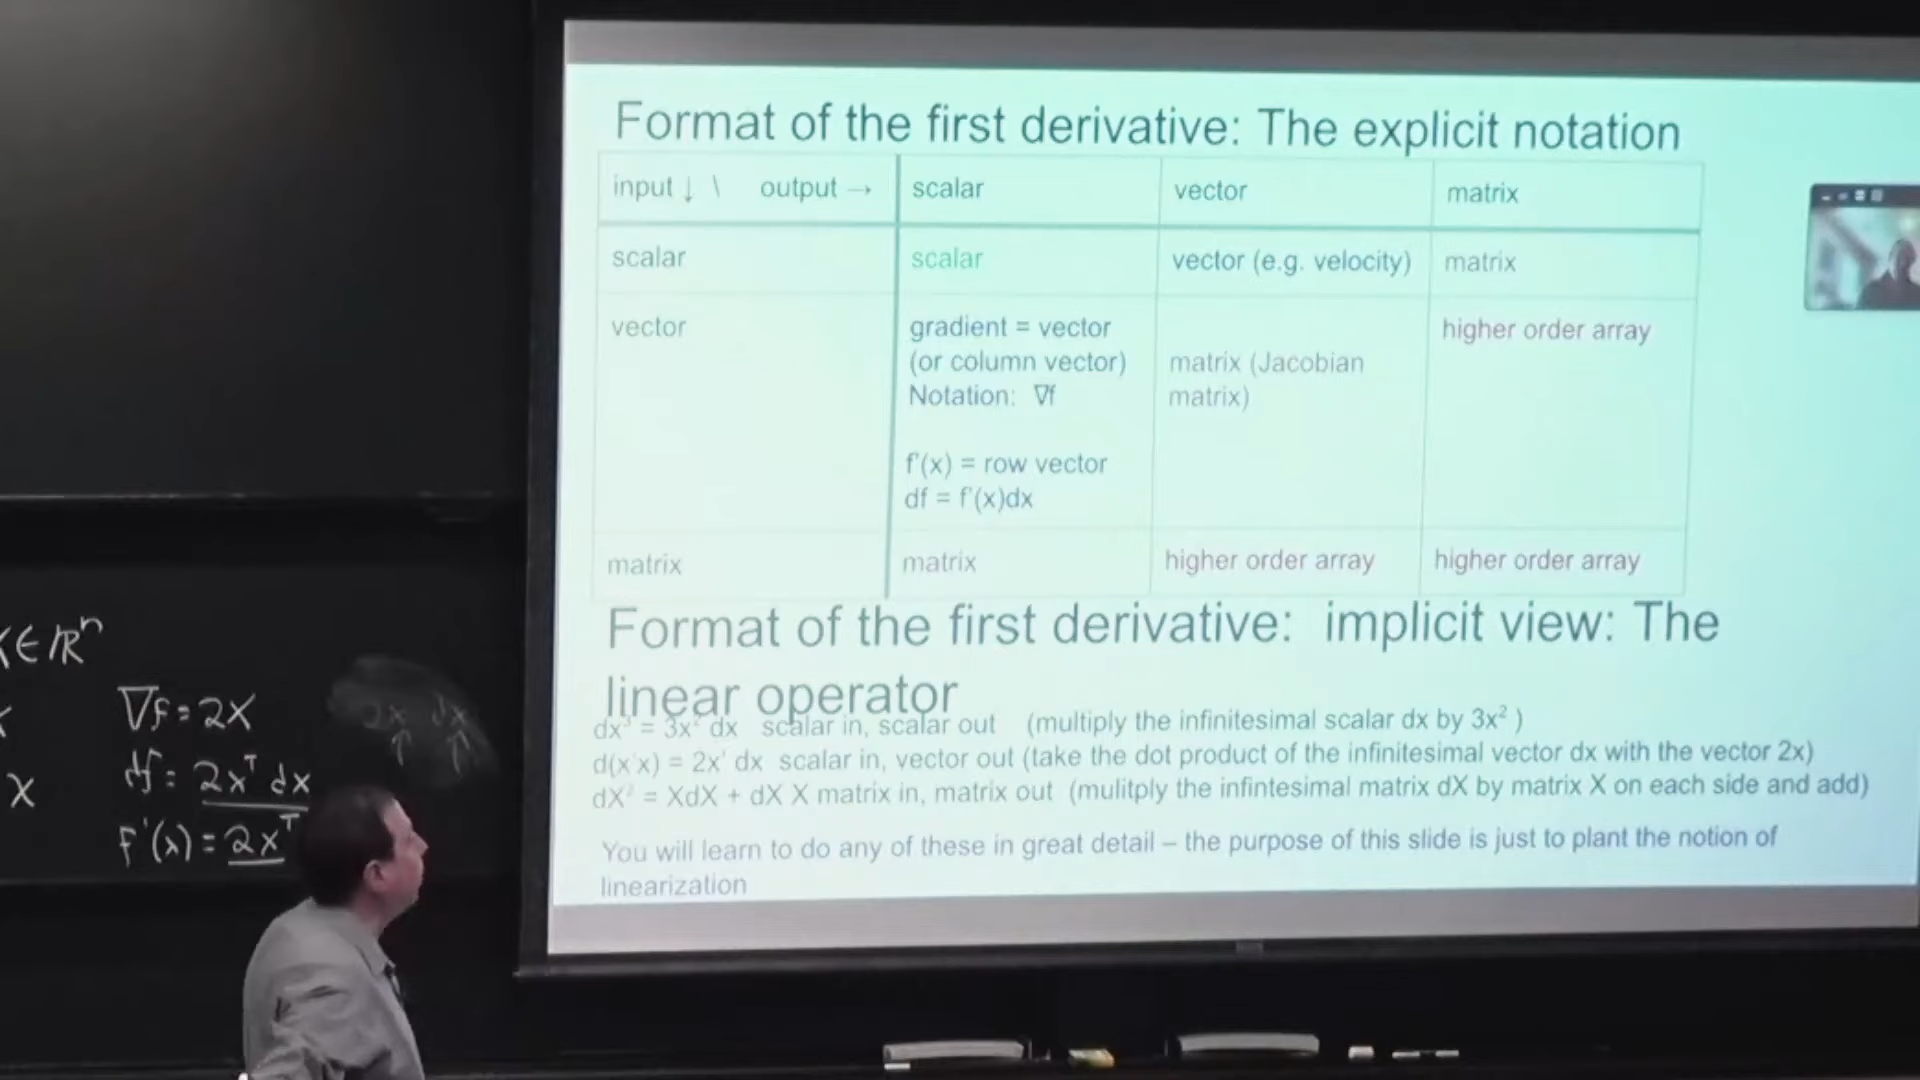 Format of the first derivative: The explicit notation
input ↓ \ output → scalar vector matrix
scalar scalar vector (e.g. velocity) matrix
vector gradient = vector higher order array
(or column vector) matrix (Jacobian
Notation: ∇f matrix)
f'(x) = row vector
df = f'(x)dx
matrix matrix higher order array higher order array
Format of the first derivative: implicit view: The
linear operator
dx³ = 3x² dx scalar in, scalar out (multiply the infinitesimal scalar dx by 3x² )
d(x'x) = 2x' dx scalar in, vector out (take the dot product of the infinitesimal vector dx with the vector 2x)
dX² = XdX + dX X matrix in, matrix out (mulitply the infintesimal matrix dX by matrix X on each side and add)
You will learn to do any of these in great detail – the purpose of this slide is just to plant the notion of
linearization
x∈ℝⁿ
∇f=2x
df= 2xᵀ dx
x
f'(x)=2xᵀ